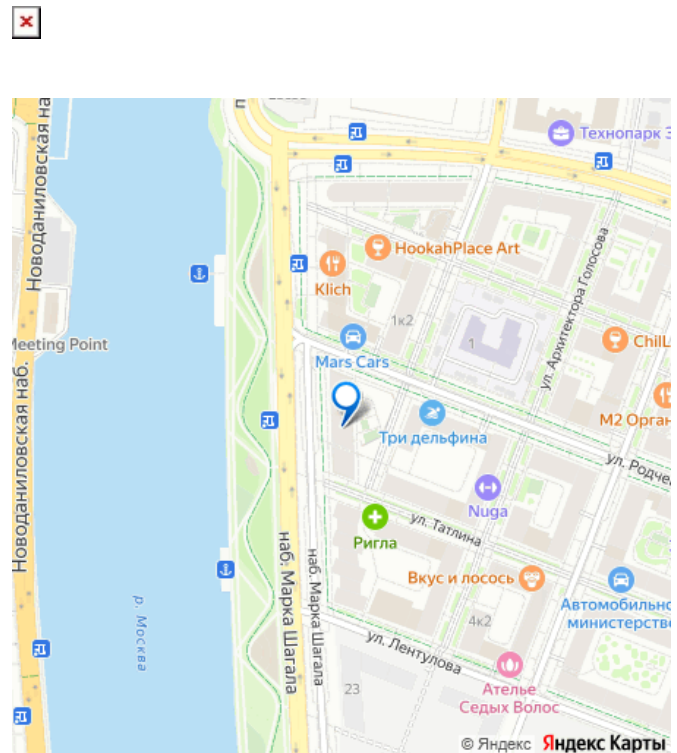 Новоданиловская на
Технопарк З
HookahPlace Art
Klich
ул. Архитектора Голосова
1к2
1
Meeting Point
Mars Cars
ChilL
М2 Орган
Три дельфина
Новоданиловская наб.
ул. Родче
Nuga
ул. Татлина
Ригла
наб. Марка Шагала
наб. Марка Шагала
Вкус и лосось
Автомобильно
министерств
р. Москва
4к2
ул. Лентулова
23
Ателье
Седых Волос
© Яндекс Яндекс Карты